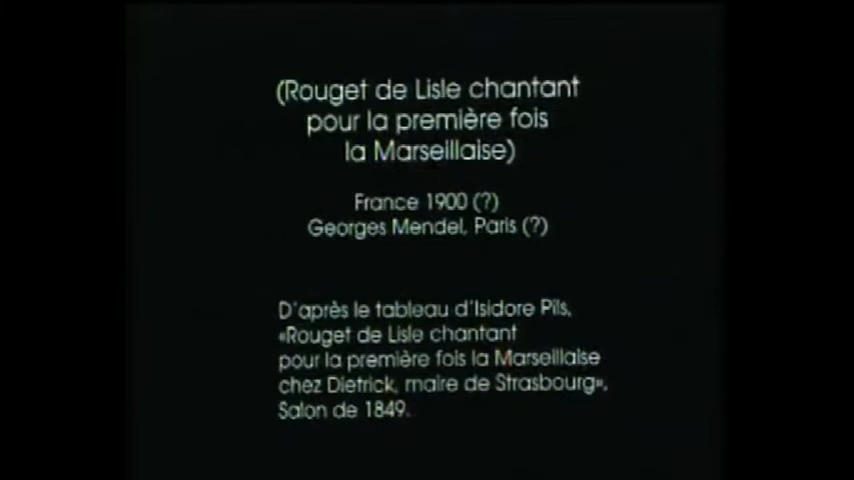 (Rouget de Lisle chantant
pour la première fois
la Marseillaise)
France 1900 (?)
Georges Mendel, Paris (?)
D'après le tableau d'Isidore Pils,
«Rouget de Lisle chantant
pour la première fois la Marseillaise
chez Dietrick, maire de Strasbourg»,
Salon de 1849.